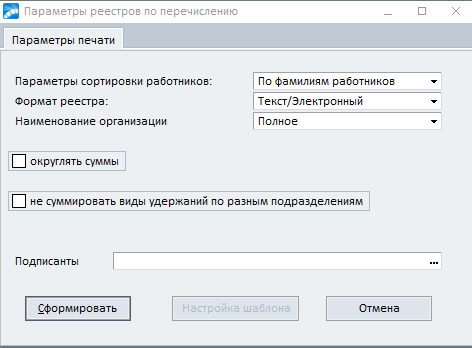 Параметры реестров по перечислению
Параметры печати
Параметры сортировки работников: По фамилиям работников
Формат реестра: Текст/Электронный
Наименование организации Полное
округлять суммы
не суммировать виды удержаний по разным подразделениям
Подписанты ...
Сформировать Настройка шаблона Отмена